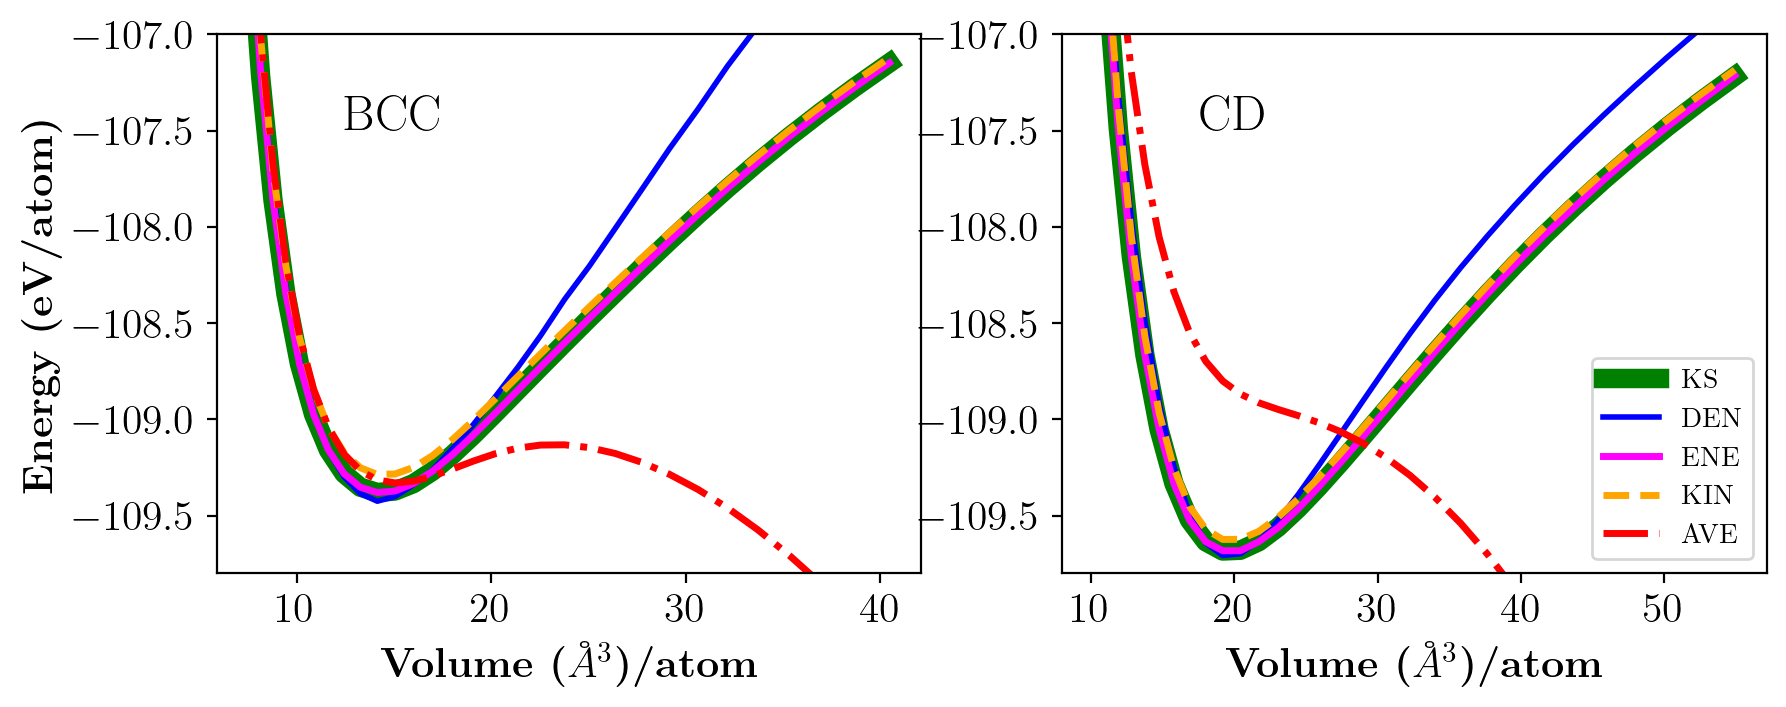 Energy (eV/atom)
−107.0
−107.5
−108.0
−108.5
−109.0
−109.5
BCC
10 20 30 40
Volume (Å³)/atom
−107.0
−107.5
−108.0
−108.5
−109.0
−109.5
CD
KS
DEN
ENE
KIN
AVE
10 20 30 40 50
Volume (Å³)/atom